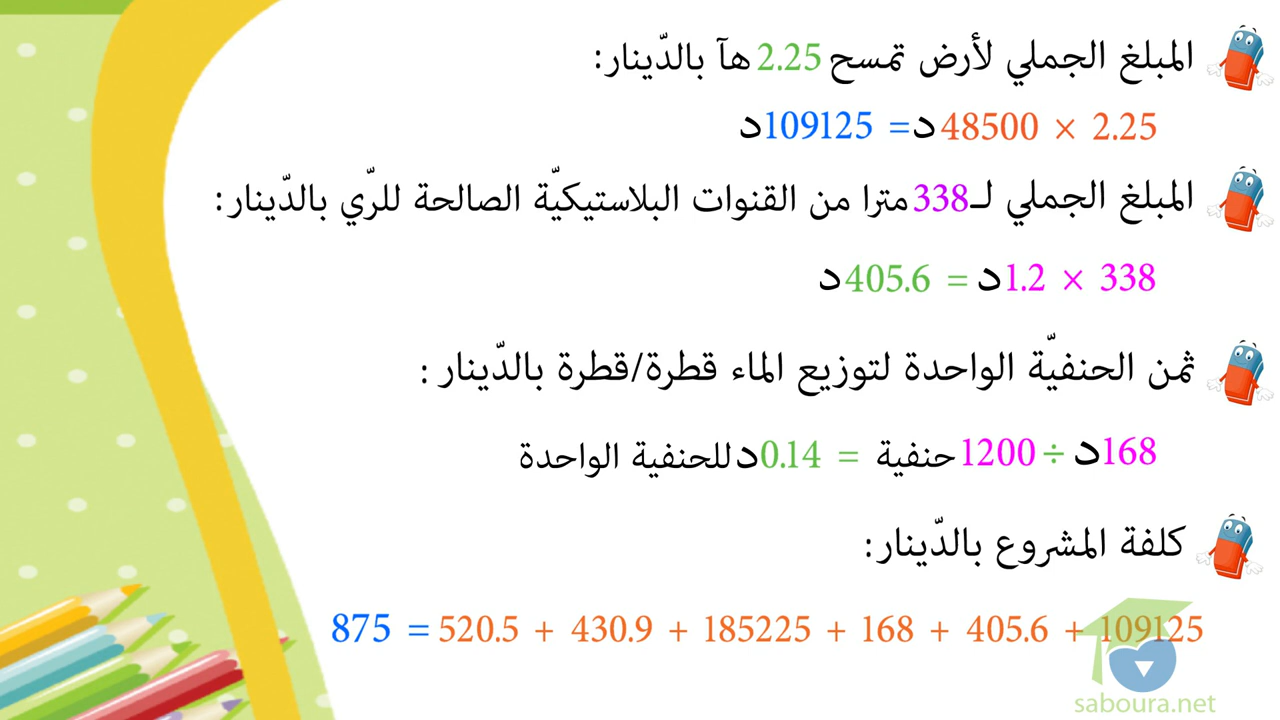 المبلغ الجملي لأرض تمسح 2.25 هآ بالدّينار:
2.25 × 48500د = 109125د
المبلغ الجملي لـ 338 مترا من القنوات البلاستيكيّة الصالحة للرّي بالدّينار:
338 × 1.2د = 405.6د
ثمن الحنفيّة الواحدة لتوزيع الماء قطرة/قطرة بالدّينار:
168د ÷ 1200 حنفية = 0.14د للحنفية الواحدة
كلفة المشروع بالدّينار:
109125 + 405.6 + 168 + 185225 + 430.9 + 520.5 = 875
saboura.net